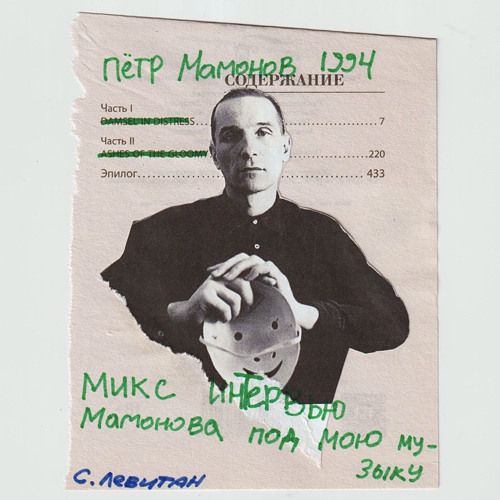 ПЁТР МАМОНОВ 1994
СОДЕРЖАНИЕ
Часть I
DAMSEL IN DISTRESS....................................7
Часть II
ASHES OF THE GLOOMY..............................220
Эпилог....................................................433
МИКС ИНТЕРВЬЮ
МАМОНОВА ПОД МОЮ МУ-
ЗЫКУ
С. ЛЕВИТАН